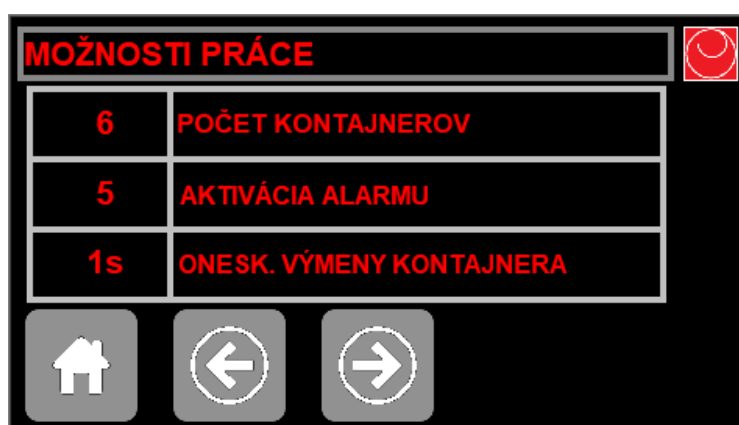 MOŽNOSTI PRÁCE
6 POČET KONTAJNEROV
5 AKTIVÁCIA ALARMU
1s ONESK. VÝMENY KONTAJNERA